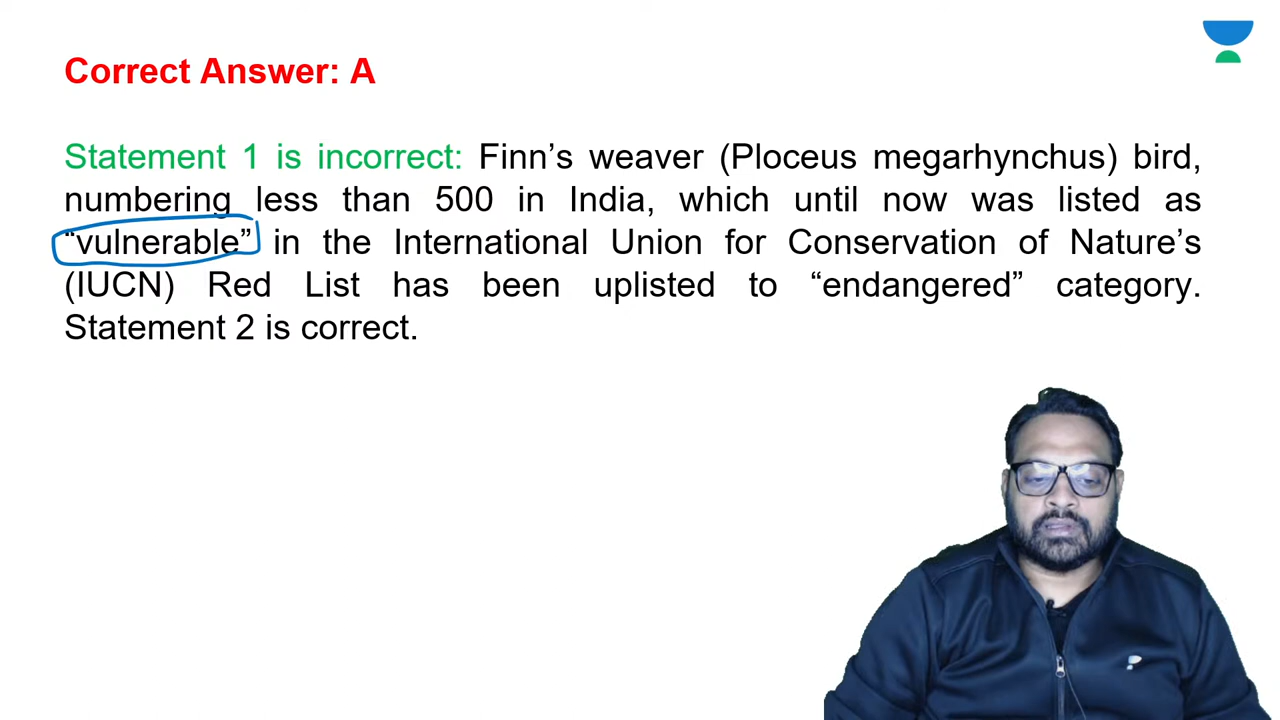 Correct Answer: A
Statement 1 is incorrect: Finn’s weaver (Ploceus megarhynchus) bird,
numbering less than 500 in India, which until now was listed as
“vulnerable” in the International Union for Conservation of Nature’s
(IUCN) Red List has been uplisted to “endangered” category.
Statement 2 is correct.